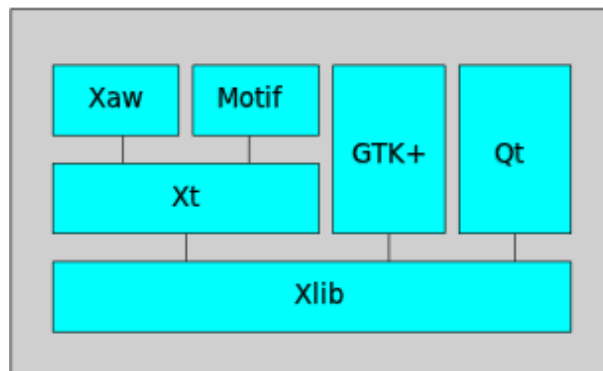 Xaw
Motif
GTK+
Qt
Xt
Xlib